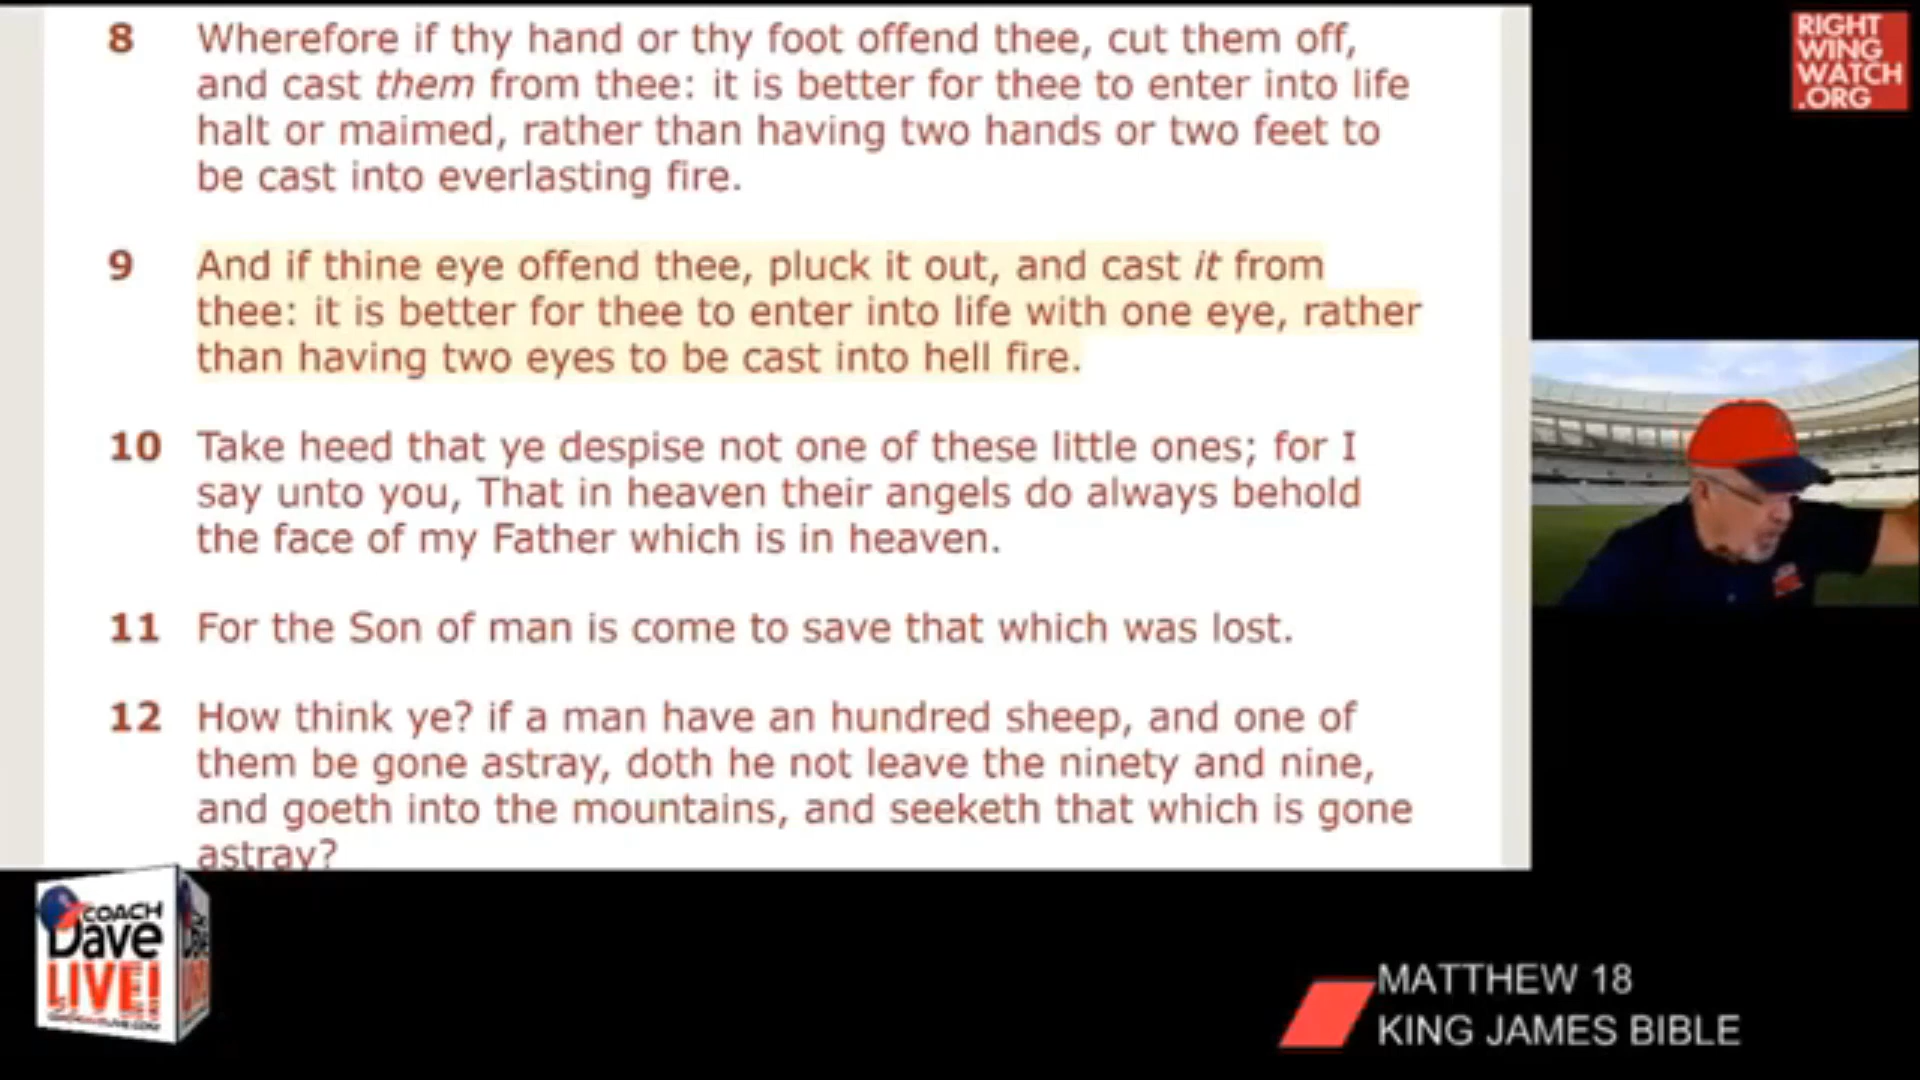 8 Wherefore if thy hand or thy foot offend thee, cut them off,
and cast them from thee: it is better for thee to enter into life
halt or maimed, rather than having two hands or two feet to
be cast into everlasting fire.
9 And if thine eye offend thee, pluck it out, and cast it from
thee: it is better for thee to enter into life with one eye, rather
than having two eyes to be cast into hell fire.
10 Take heed that ye despise not one of these little ones; for I
say unto you, That in heaven their angels do always behold
the face of my Father which is in heaven.
11 For the Son of man is come to save that which was lost.
12 How think ye? if a man have an hundred sheep, and one of
them be gone astray, doth he not leave the ninety and nine,
and goeth into the mountains, and seeketh that which is gone
astray?
RIGHT
WING
WATCH
.ORG
COACH
Dave
LIVE!
MATTHEW 18
KING JAMES BIBLE